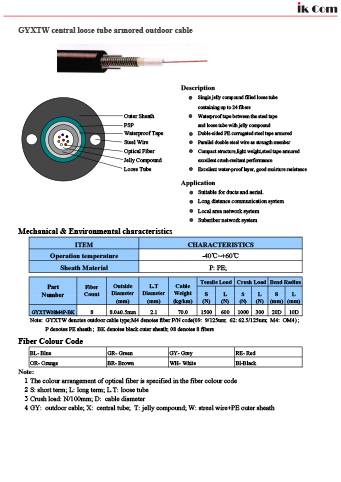 ik Com
GYXTW central loose tube armored outdoor cable
Description
Single jelly compound filled loose tube
containing up to 24 fibers
Waterproof tape between the steel tape
and loose tube with jelly compound
Duble-sided PE corrugated steel tape armored
Parallel double steel wire as strength member
Compact structure,light weight,steel tape armored
excellent crush-resitant performance
Excellent water-proof layer, good moisture resistance
Outer Sheath
PSP
Waterproof Tape
Steel Wire
Optical Fiber
Jelly Compound
Loose Tube
Application
Suitable for ducts and aerial.
Long distance communication system
Local area network system
Subscriber network system
Mechanical & Environmental characteristics
ITEM CHARACTERISTICS
Operation temperature -40℃~+60℃
Sheath Material P: PE;
Part Number Fiber Count Outside Diameter (mm) L.T Diameter (mm) Cable Weight (kg/km) Tensile Load Crush Load Bend Radius
S (N) L (N) S (N) L (N) S (mm) L (mm)
GYXTW08M4P-BK 8 8.0±0.5mm 2.1 70.0 1500 600 1000 300 20D 10D
Note: GYXTW denotes outdoor cable type;M4 denotes fiber P/N code(09: 9/125um; 62: 62.5/125um; M4: OM4) ;
P denotes PE sheath ; BK denotes black outer sheath; 08 denotes 8 fibers
Fiber Colour Code
BL- Blue GR- Green GY- Grey RE- Red
OR- Orange BR- Brown WH- White Bl-Black
Note:
1 The colour arrangement of optical fiber is specified in the fiber colour code
2 S: short term; L: long term; L.T: loose tube
3 Crush load: N/100mm; D: cable diameter
4 GY: outdoor cable; X: central tube; T: jelly compound; W: streel wire+PE outer sheath